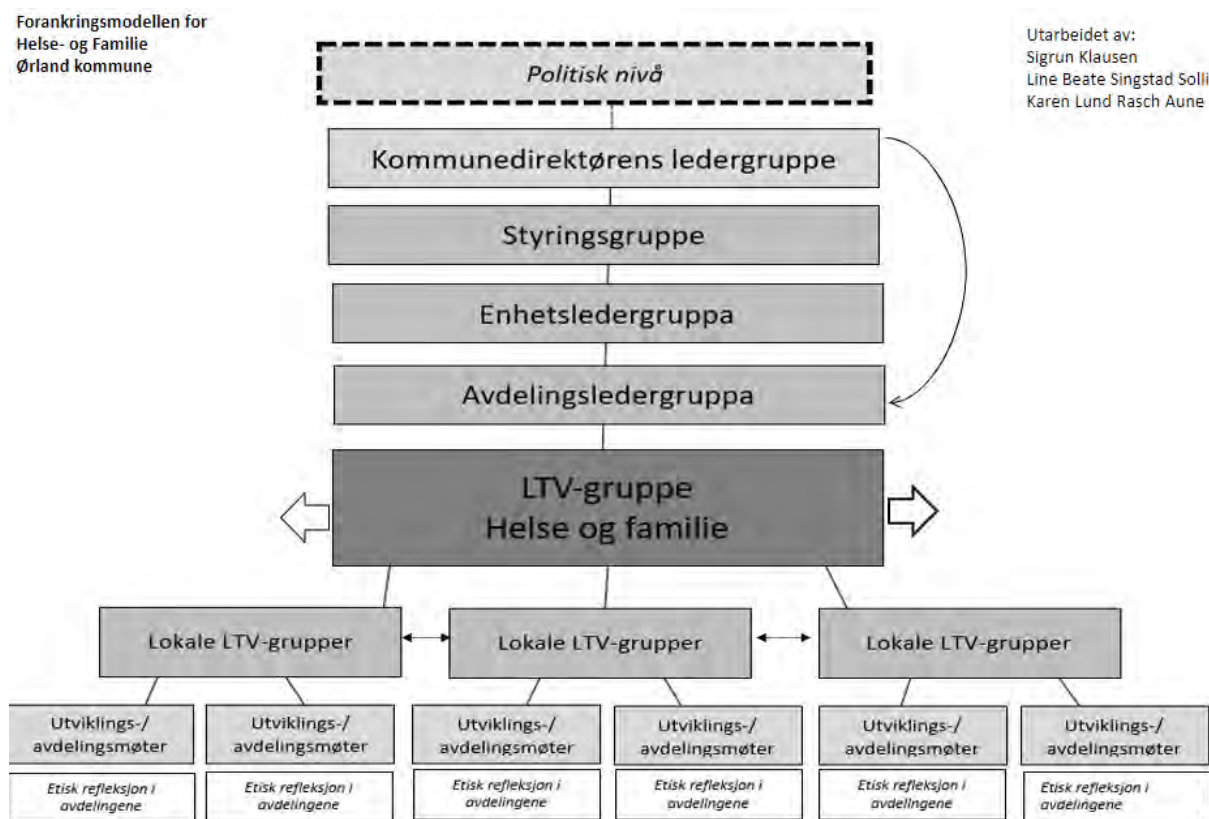 Forankringsmodellen for
Helse- og Familie
Ørland kommune
Utarbeidet av:
Sigrun Klausen
Line Beate Singstad Solli
Karen Lund Rasch Aune
Politisk nivå
Kommunedirektørens ledergruppe
Styringsgruppe
Enhetsledergruppa
Avdelingsledergruppa
LTV-gruppe
Helse og familie
Lokale LTV-grupper
Lokale LTV-grupper
Lokale LTV-grupper
Utviklings-/
avdelingsmøter
Utviklings-/
avdelingsmøter
Utviklings-/
avdelingsmøter
Utviklings-/
avdelingsmøter
Utviklings-/
avdelingsmøter
Utviklings-/
avdelingsmøter
Etisk refleksjon i
avdelingene
Etisk refleksjon i
avdelingene
Etisk refleksjon i
avdelingene
Etisk refleksjon i
avdelingene
Etisk refleksjon i
avdelingene
Etisk refleksjon i
avdelingene